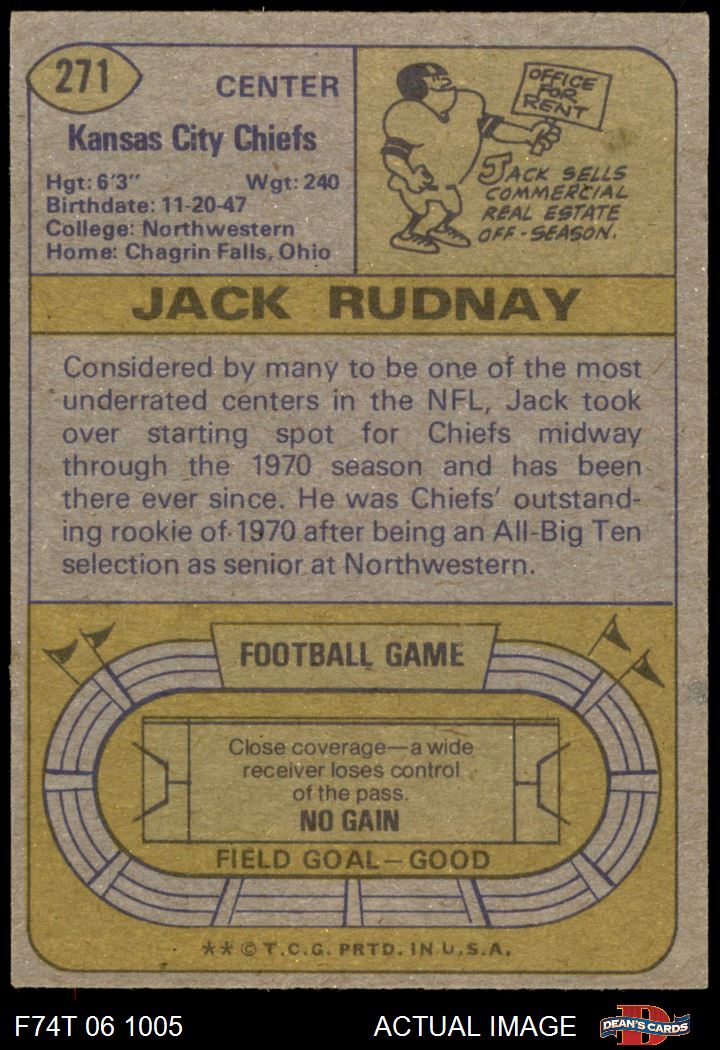 271
CENTER
Kansas City Chiefs
Hgt: 6'3" Wgt: 240
Birthdate: 11-20-47
College: Northwestern
Home: Chagrin Falls, Ohio
OFFICE
FOR
RENT
JACK SELLS
COMMERCIAL
REAL ESTATE
OFF-SEASON.
JACK RUDNAY
Considered by many to be one of the most
underrated centers in the NFL, Jack took
over starting spot for Chiefs midway
through the 1970 season and has been
there ever since. He was Chiefs' outstand-
ing rookie of 1970 after being an All-Big Ten
selection as senior at Northwestern.
FOOTBALL GAME
Close coverage—a wide
receiver loses control
of the pass.
NO GAIN
FIELD GOAL—GOOD
** © T.C.G. PRTD. IN U.S.A.
F74T 06 1005 ACTUAL IMAGE
DEAN'S CARDS